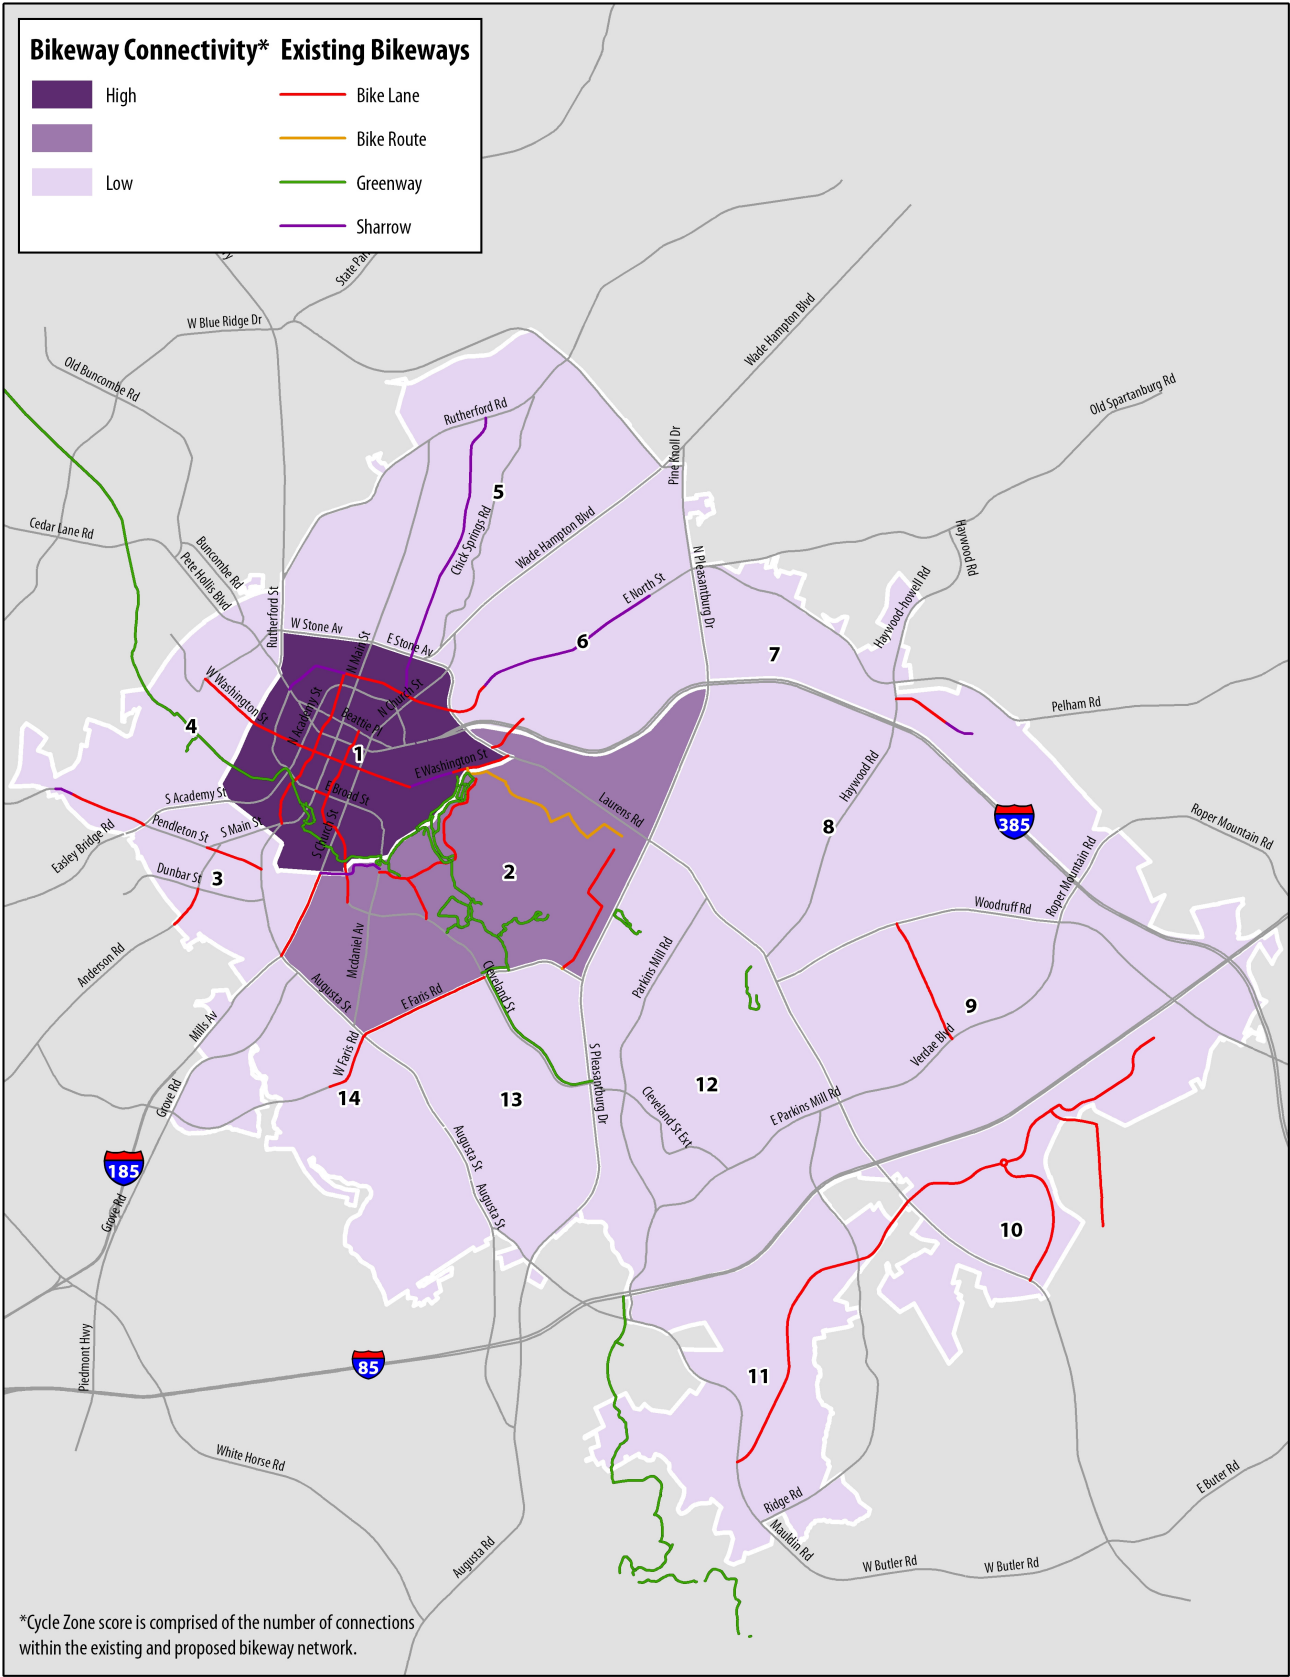 Bikeway Connectivity*
High
Low
Existing Bikeways
Bike Lane
Bike Route
Greenway
Sharrow
W Blue Ridge Dr
Old Buncombe Rd
Wade Hampton Blvd
Old Spartanburg Rd
Rutherford Rd
Pine Knoll Dr
5
Cedar Lane Rd
Buncombe Rd
Pete Hollis Blvd
Chick Springs Rd
Wade Hampton Blvd
Haywood Rd
N Pleasantburg Dr
E North St
Haywood-howell Rd
Rutherford St
W Stone Av
E Stone Av
N Main St
6
7
W Washington St
N Academy St
N Church St
Beattie Pl
Pelham Rd
4
1
E Washington St
Haywood Rd
S Academy St
E Broad St
Laurens Rd
385
Roper Mountain Rd
Easley Bridge Rd
Pendleton St
S Main St
S Church St
8
Dunbar St
3
2
Roper Mountain Rd
Woodruff Rd
Anderson Rd
Mcdaniel Av
Parkins Mill Rd
Augusta St
E Faris Rd
Cleveland St
9
Mills Av
W Faris Rd
Verdae Blvd
Grove Rd
14
13
S Pleasantburg Dr
12
Cleveland St Ext
E Parkins Mill Rd
185
Augusta St
Augusta St
Grove Rd
10
Piedmont Hwy
85
11
White Horse Rd
Ridge Rd
Mauldin Rd
E Buter Rd
Augusta Rd
W Butler Rd
W Butler Rd
*Cycle Zone score is comprised of the number of connections
within the existing and proposed bikeway network.